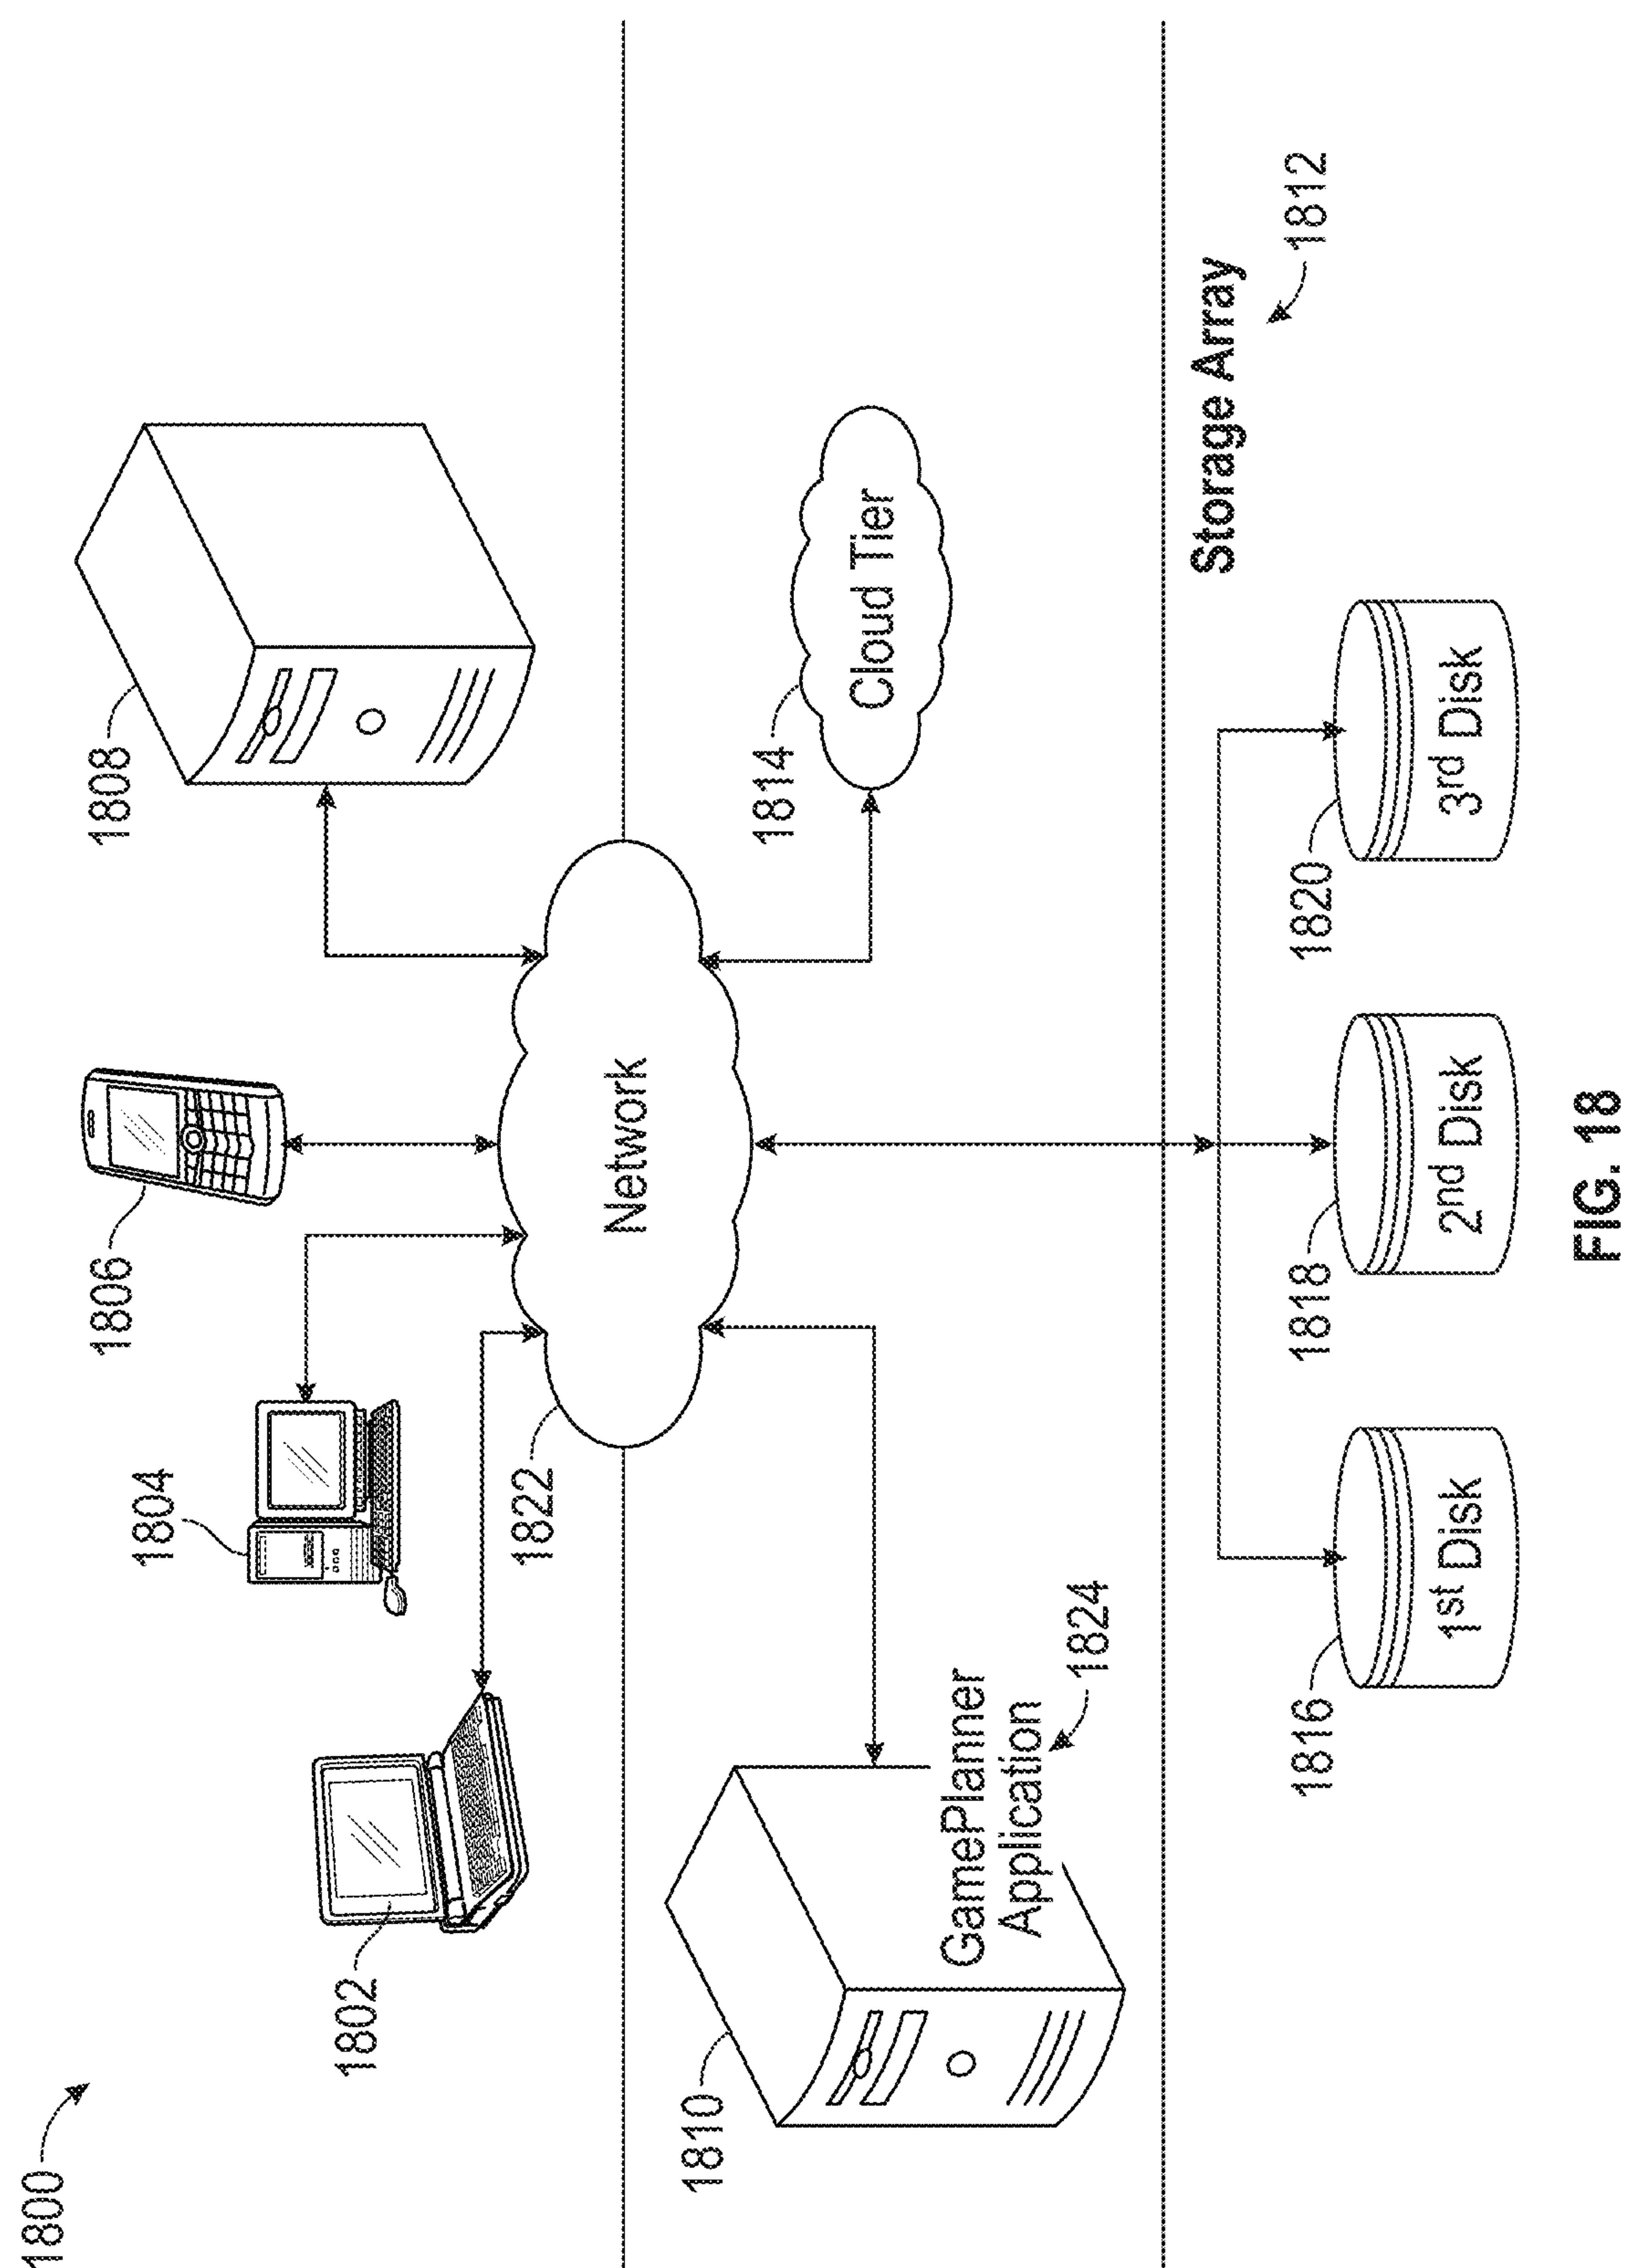 1800
1802
1804
1806
1808
1822
Network
1810
GamePlanner
Application
1824
1814
Cloud Tier
Storage Array
1812
1816
1st Disk
1818
2nd Disk
1820
3rd Disk
FIG. 18